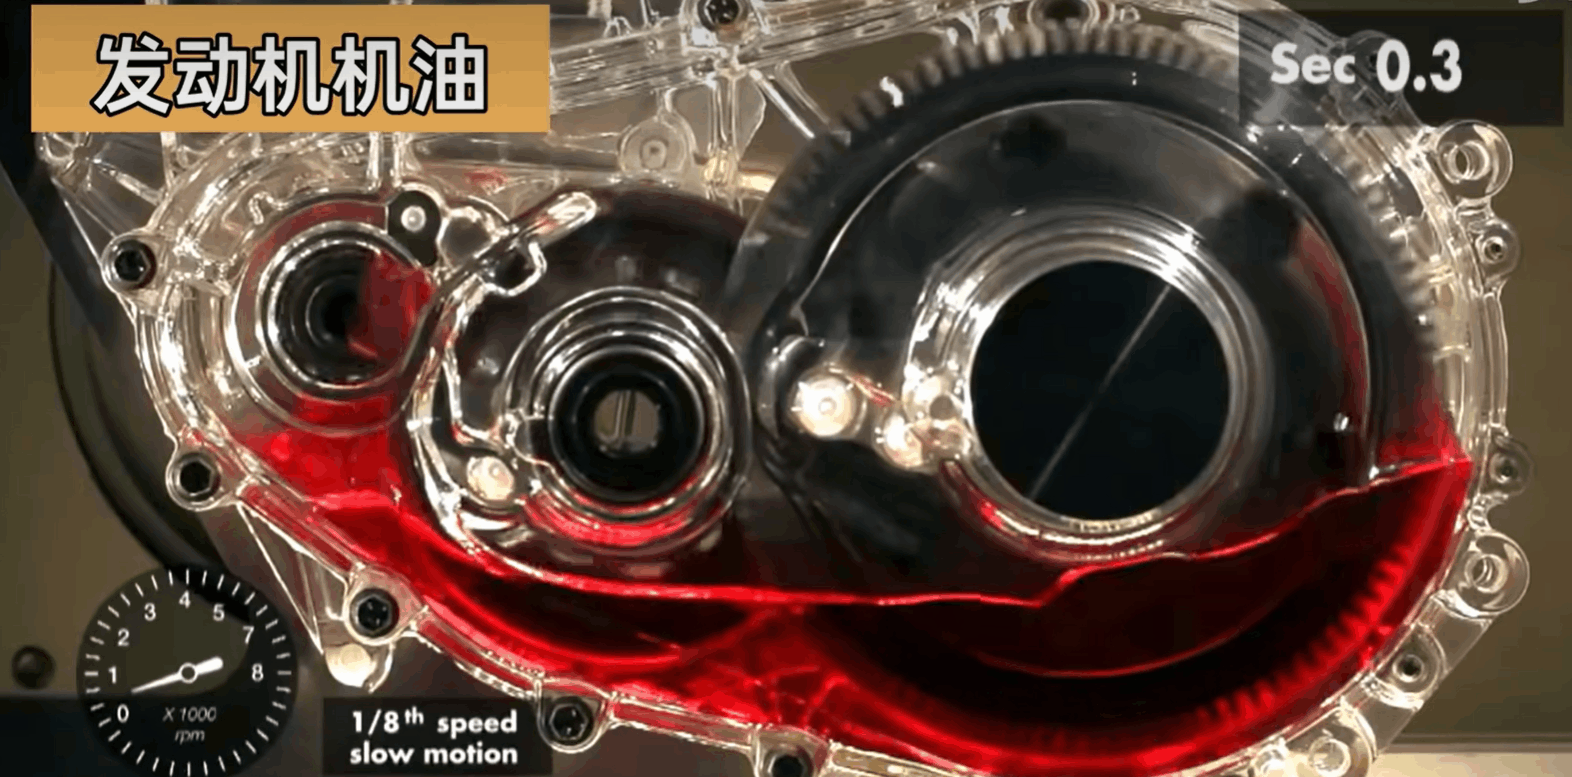 发动机机油
Sec 0.3
0
1
2
3
4
5
7
8
X 1000
rpm
1/8th speed
slow motion